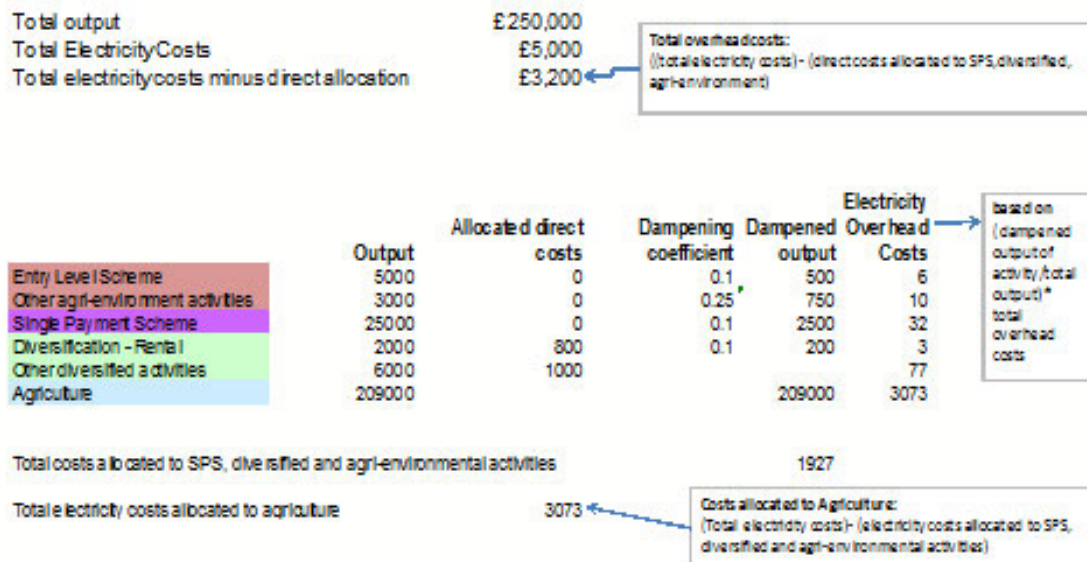 Total output £250,000
Total Electricity Costs £5,000
Total electricity costs minus direct allocation £3,200
Total overhead costs:
((total electricity costs) - (direct costs allocated to SPS, diversified,
agri-environment)
Electricity
Allocated direct Dampening Dampened Overhead
Output costs coefficient output Costs
Entry Level Scheme 5000 0 0.1 500 6
Other agri-environment activities 3000 0 0.25 750 10
Single Payment Scheme 25000 0 0.1 2500 32
Diversification - Rental 2000 800 0.1 200 3
Other diversified activities 6000 1000 77
Agriculture 209000 209000 3073
based on
(dampened
output of
activity/total
output)*
total
overhead
costs
Total costs allocated to SPS, diversified and agri-environmental activities 1927
Total electricity costs allocated to agriculture 3073
Costs allocated to Agriculture:
(Total electricity costs)- (electricity costs allocated to SPS,
diversified and agri-environmental activities)